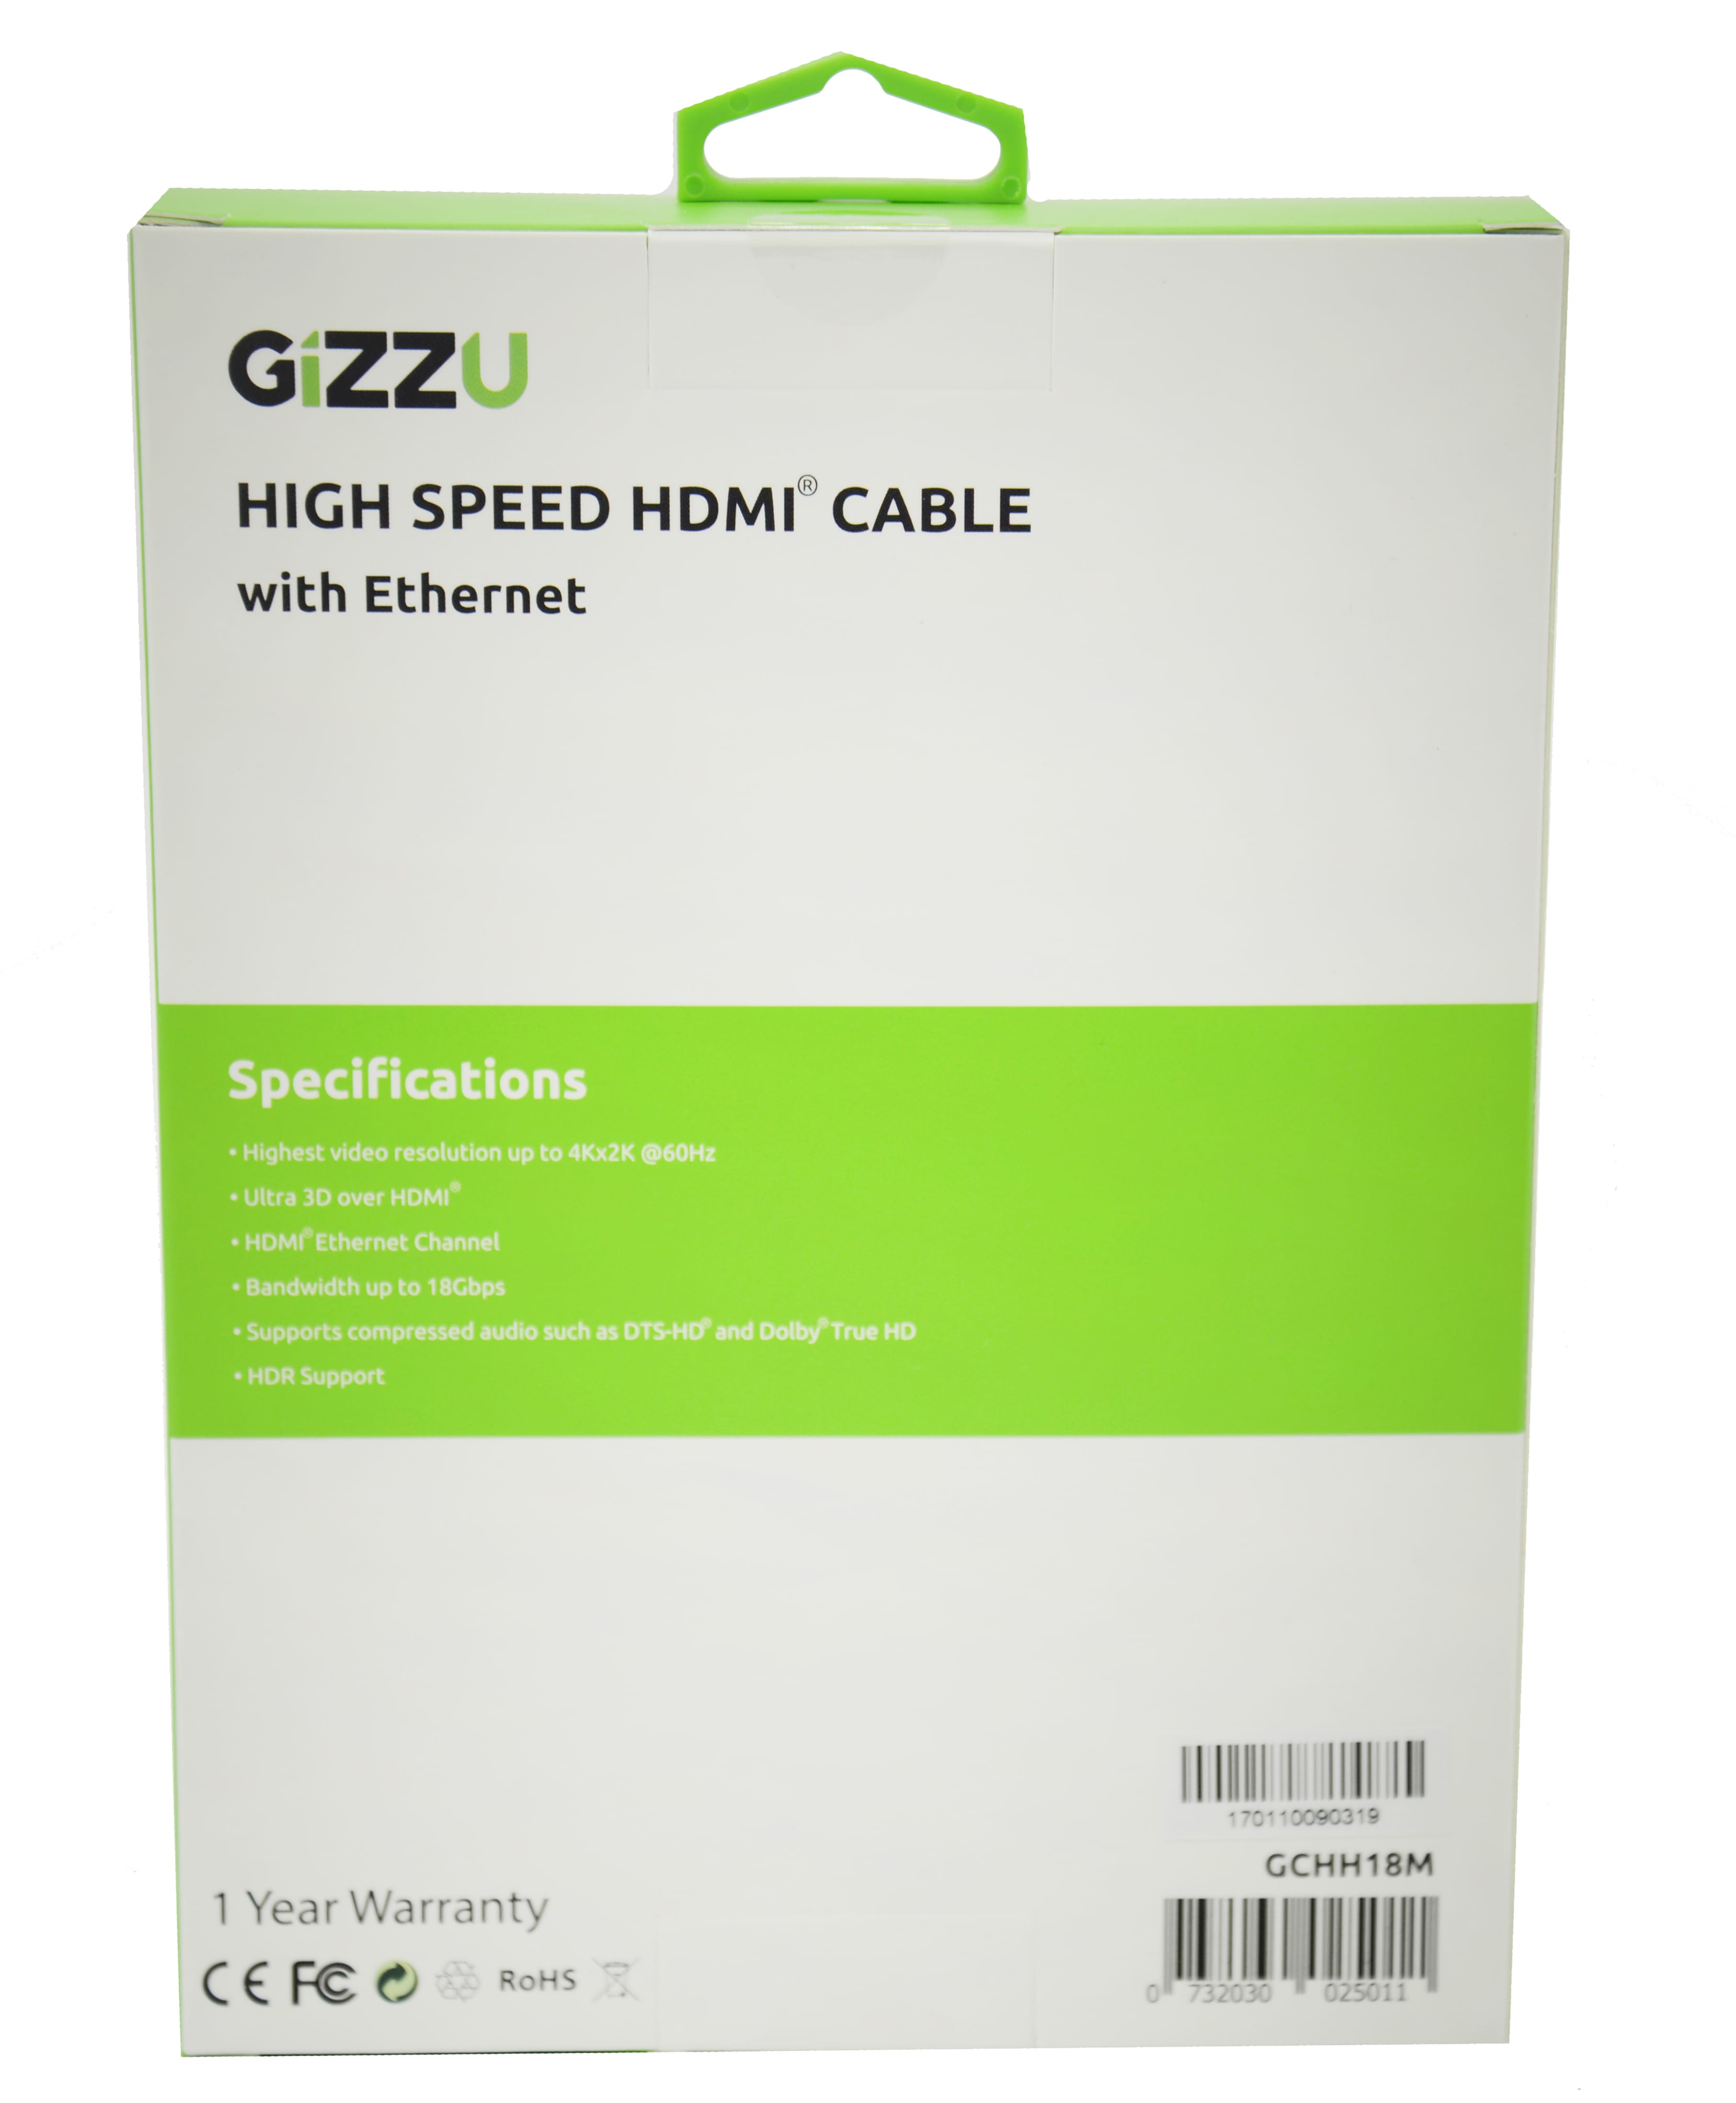 GiZZU
HIGH SPEED HDMI® CABLE
with Ethernet
Specifications
• Highest video resolution up to 4Kx2K @60Hz
• Ultra 3D over HDMI®
• HDMI® Ethernet Channel
• Bandwidth up to 18Gbps
• Supports compressed audio such as DTS-HD® and Dolby® True HD
• HDR Support
170110090319
GCHH18M
0 732030 025011
1 Year Warranty
CE FC RoHS